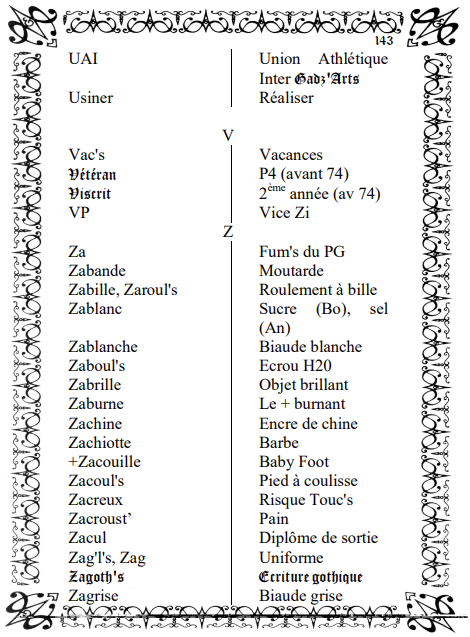 143
UAI Union Athlétique
Inter Gadz'Arts
Usiner Réaliser
V
Vac's Vacances
Vétéran P4 (avant 74)
Viscrit 2ème année (av 74)
VP Vice Zi
Z
Za Fum's du PG
Zabande Moutarde
Zabille, Zaroul's Roulement à bille
Zablanc Sucre (Bo), sel
(An)
Zablanche Biaude blanche
Zaboul's Ecrou H20
Zabrille Objet brillant
Zaburne Le + burnant
Zachine Encre de chine
Zachiotte Barbe
+Zacouille Baby Foot
Zacoul's Pied à coulisse
Zacreux Risque Touc's
Zacroust’ Pain
Zacul Diplôme de sortie
Zag'l's, Zag Uniforme
Zagoth's Ecriture gothique
Zagrise Biaude grise